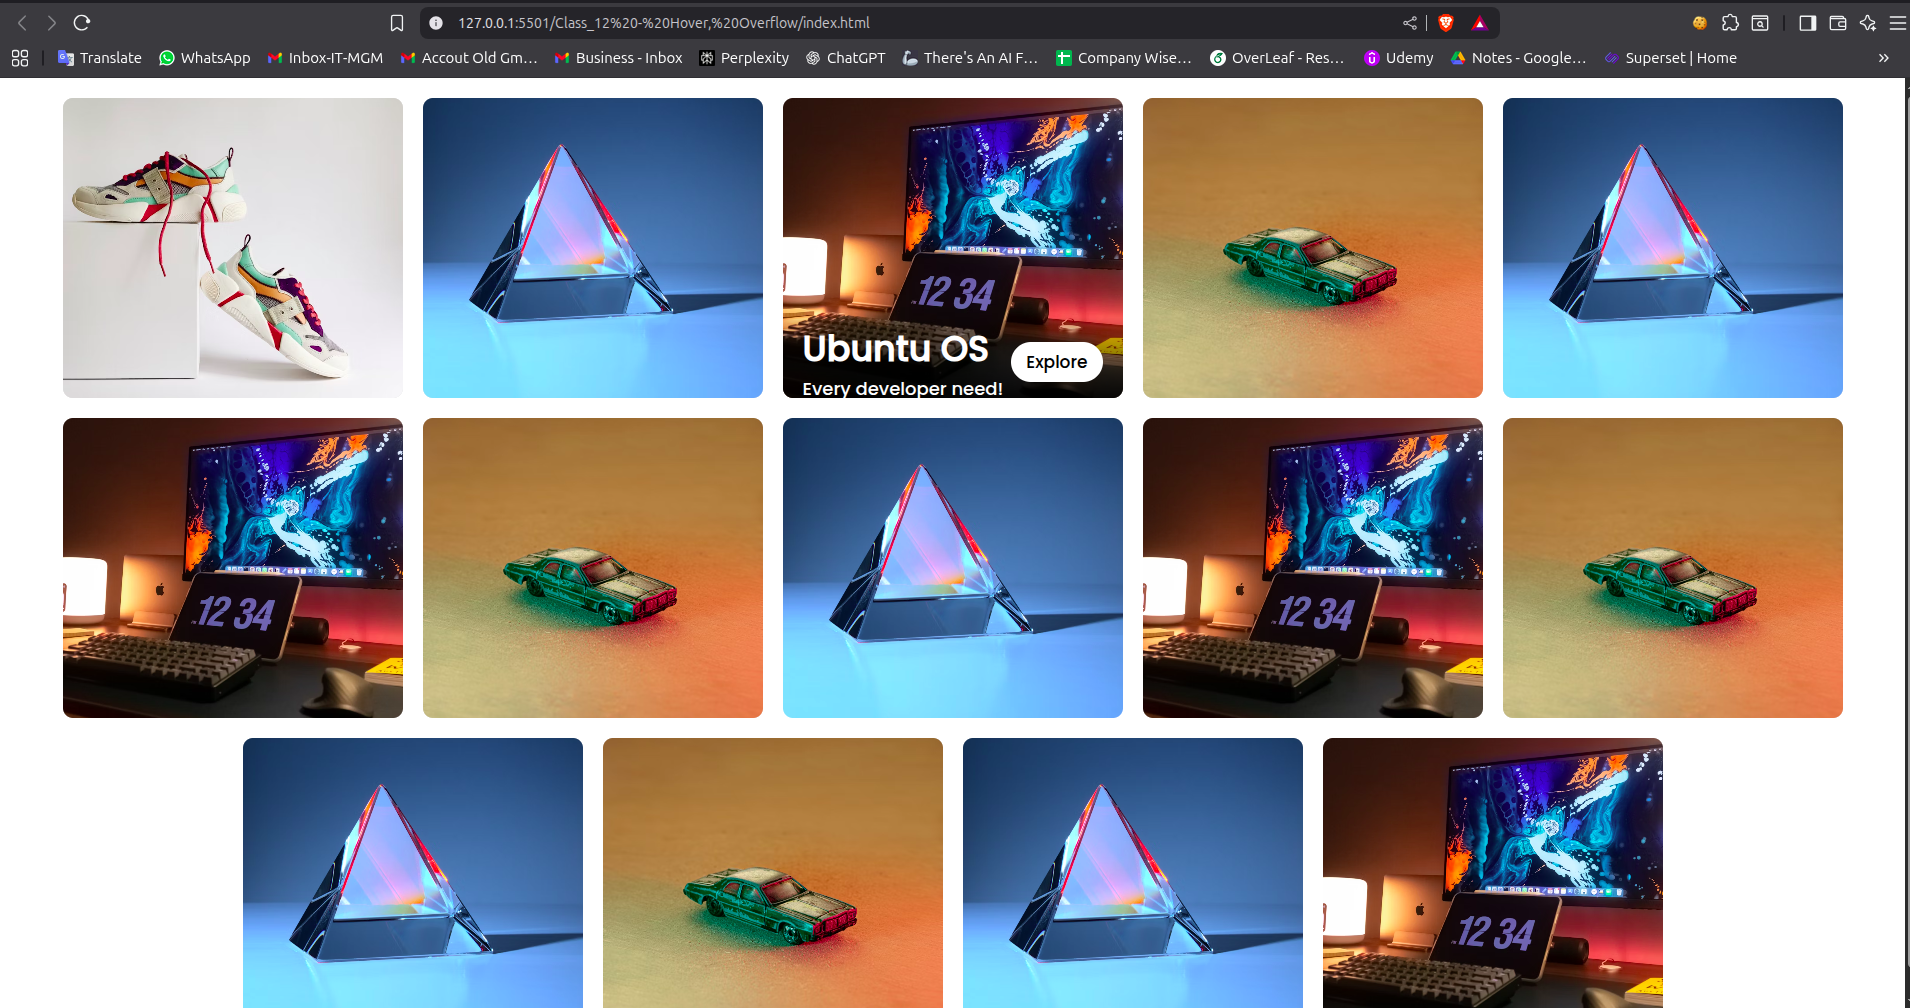 127.0.0.1:5501/Class_12%20-%20Hover,%20Overflow/index.html
Translate
WhatsApp
Inbox-IT-MGM
Accout Old Gm...
Business - Inbox
Perplexity
ChatGPT
There's An AI F...
Company Wise...
OverLeaf - Res...
Udemy
Notes - Google...
Superset | Home
»
12 34
Ubuntu OS
Every developer need!
Explore
12 34
12 34
12 34